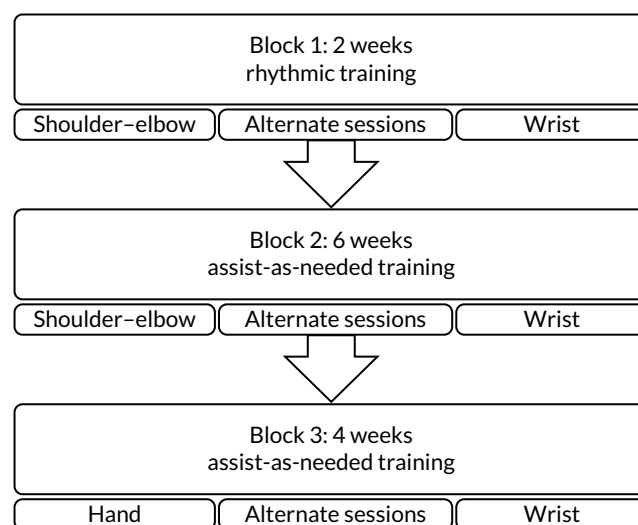 Block 1: 2 weeks
rhythmic training
Shoulder–elbow Alternate sessions Wrist
Block 2: 6 weeks
assist-as-needed training
Shoulder–elbow Alternate sessions Wrist
Block 3: 4 weeks
assist-as-needed training
Hand Alternate sessions Wrist